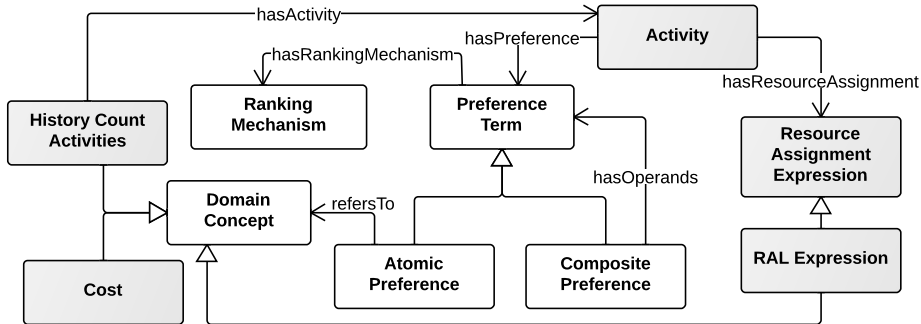 hasActivity
hasPreference
Activity
hasRankingMechanism
hasResourceAssignment
Ranking
Mechanism
Preference
Term
History Count
Activities
Resource
Assignment
Expression
hasOperands
Domain
Concept
refersTo
Atomic
Preference
Composite
Preference
RAL Expression
Cost